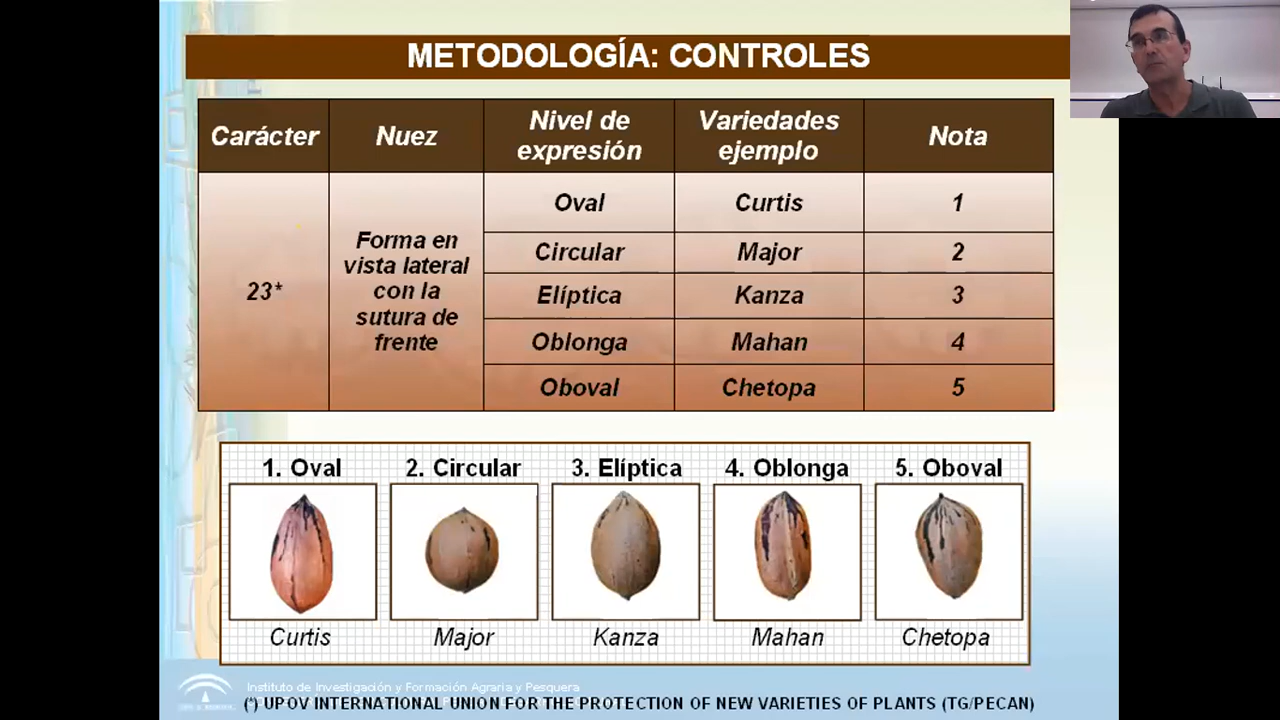 METODOLOGÍA: CONTROLES
Carácter Nuez Nivel de expresión Variedades ejemplo Nota
23* Forma en vista lateral con la sutura de frente
Oval Curtis 1
Circular Major 2
Elíptica Kanza 3
Oblonga Mahan 4
Oboval Chetopa 5
1. Oval 2. Circular 3. Elíptica 4. Oblonga 5. Oboval
Curtis Major Kanza Mahan Chetopa
Instituto de Investigación y Formación Agraria y Pesquera
(*) UPOV INTERNATIONAL UNION FOR THE PROTECTION OF NEW VARIETIES OF PLANTS (TG/PECAN)